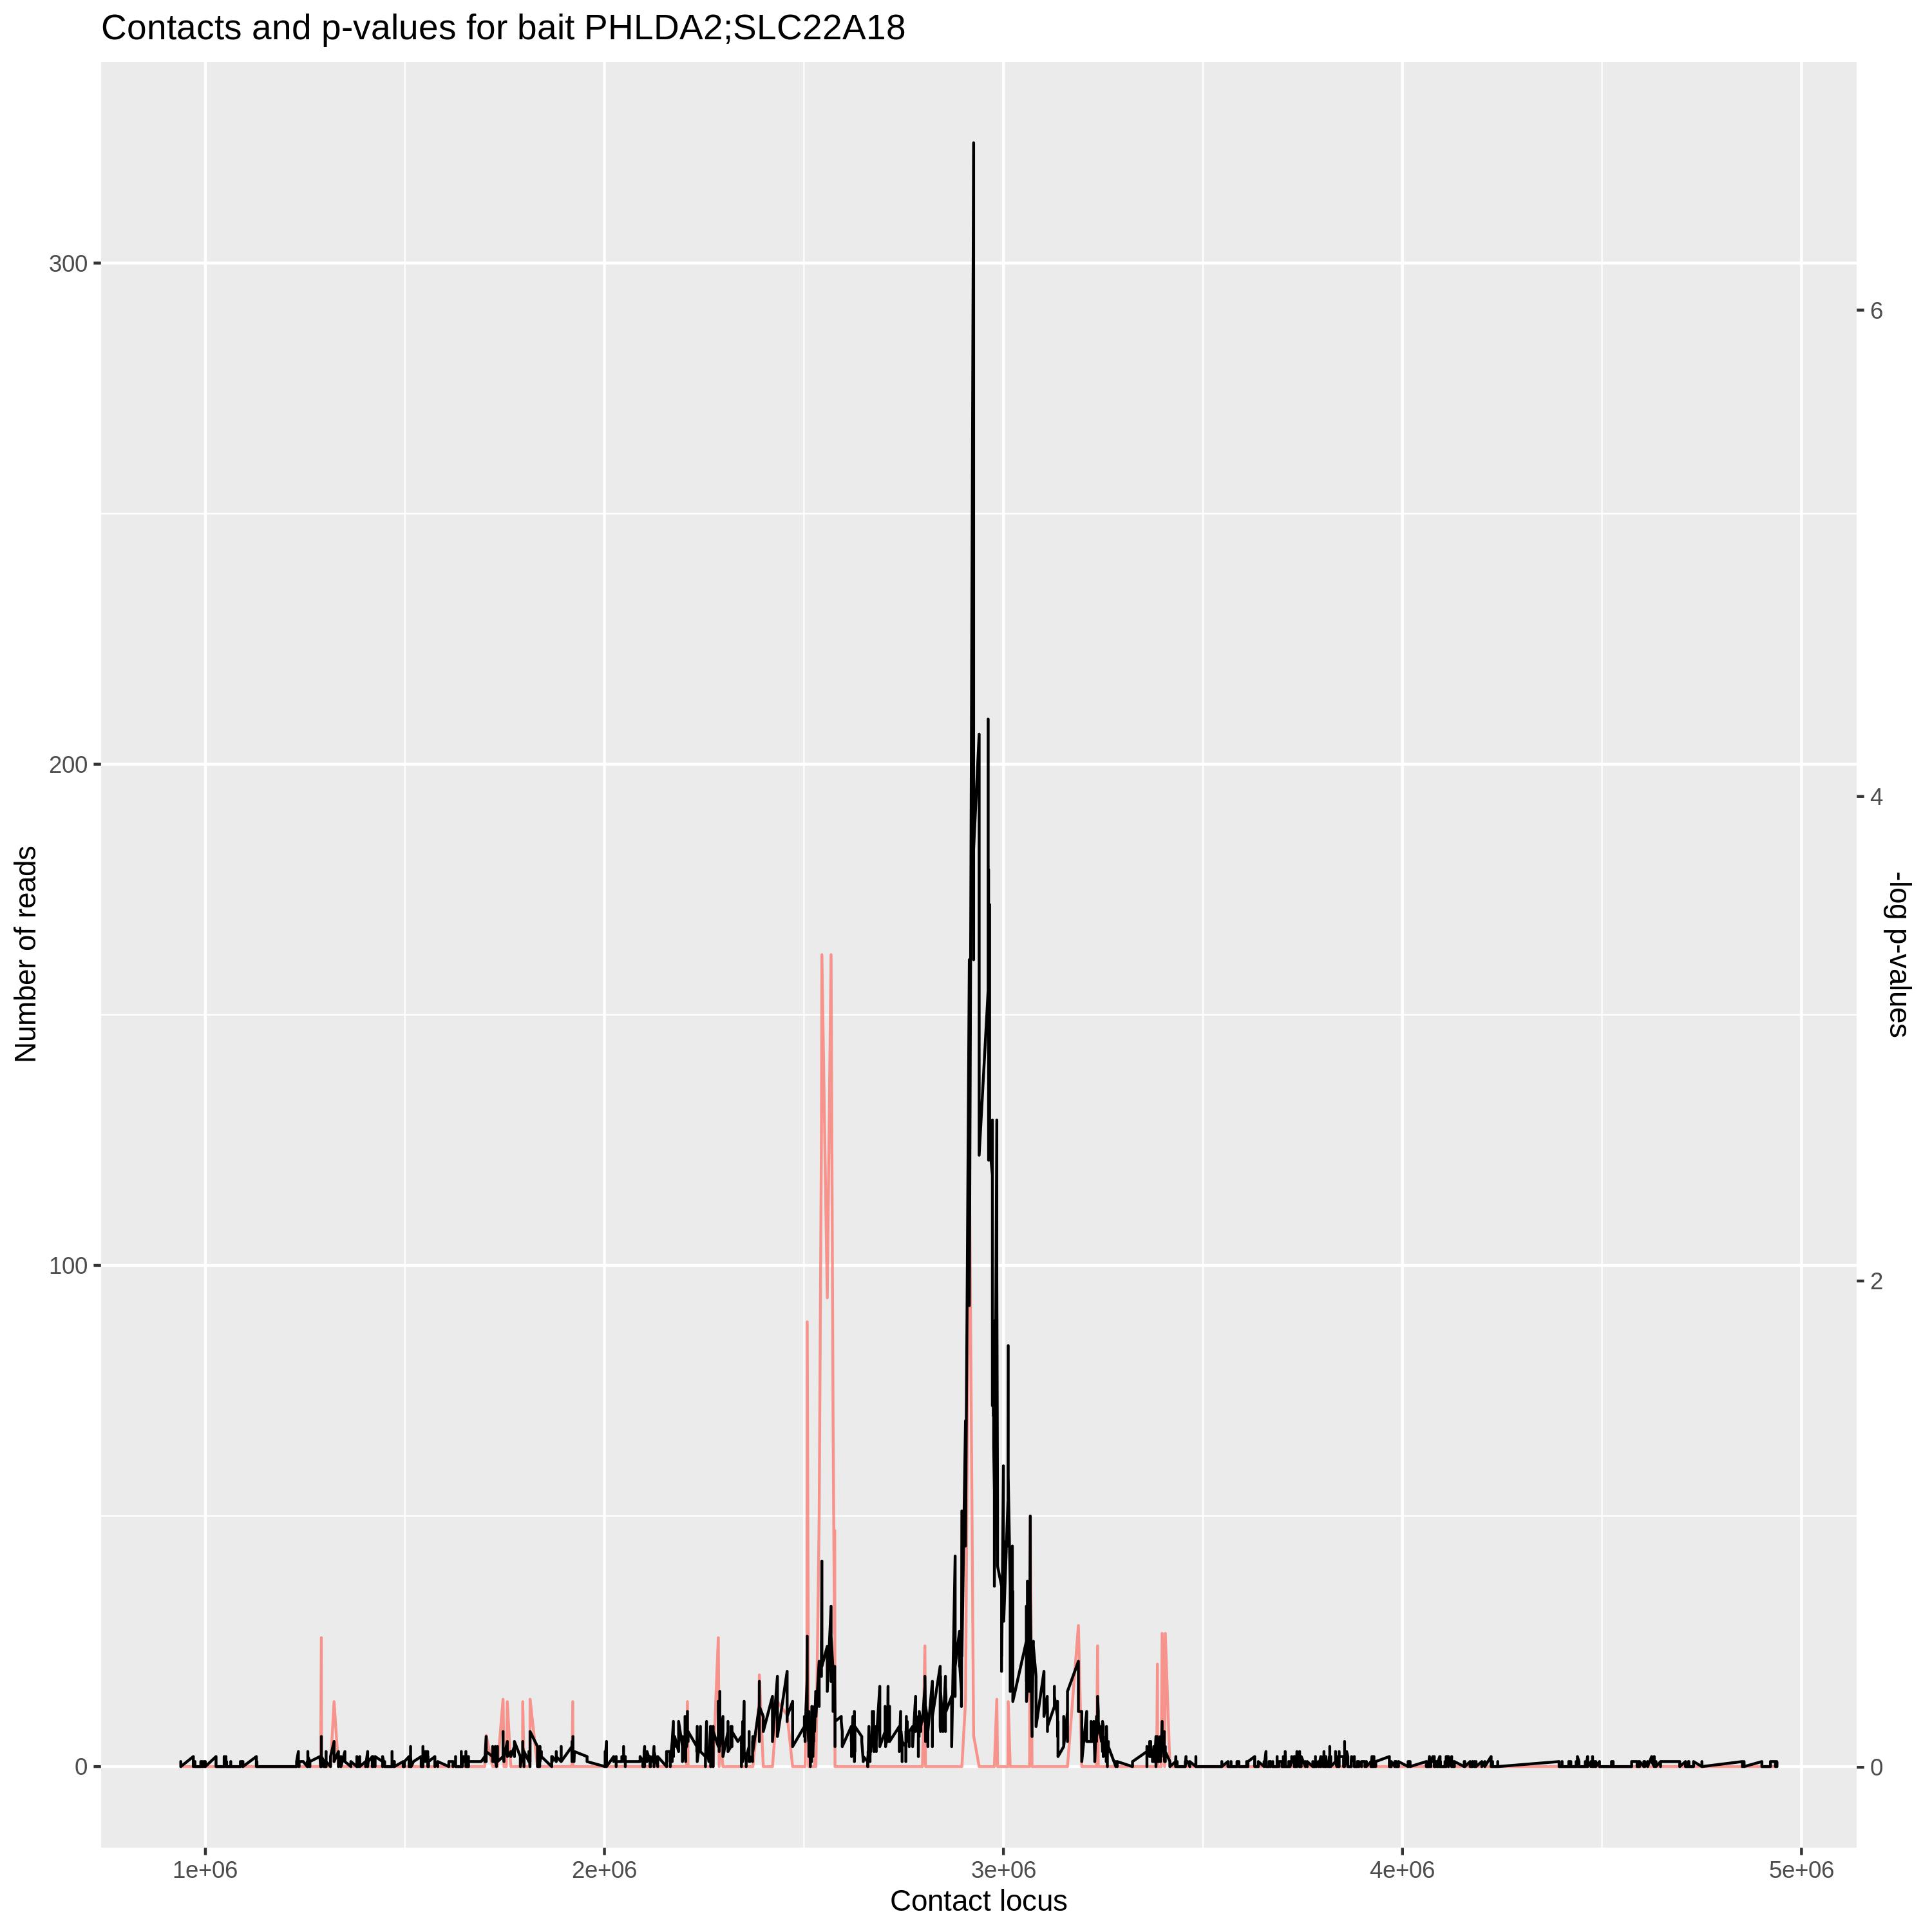 Contacts and p-values for bait PHLDA2;SLC22A18
300
200
100
0
Number of reads
6
4
2
0
-log p-values
1e+06 2e+06 3e+06 4e+06 5e+06
Contact locus